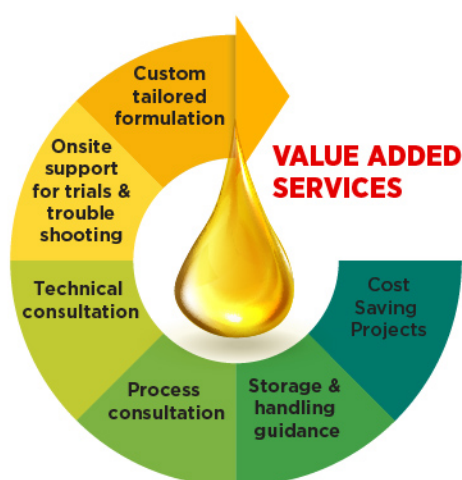 Custom
tailored
formulation
Onsite
support
for trials &
trouble
shooting
VALUE ADDED
SERVICES
Technical
consultation
Cost
Saving
Projects
Process
consultation
Storage &
handling
guidance